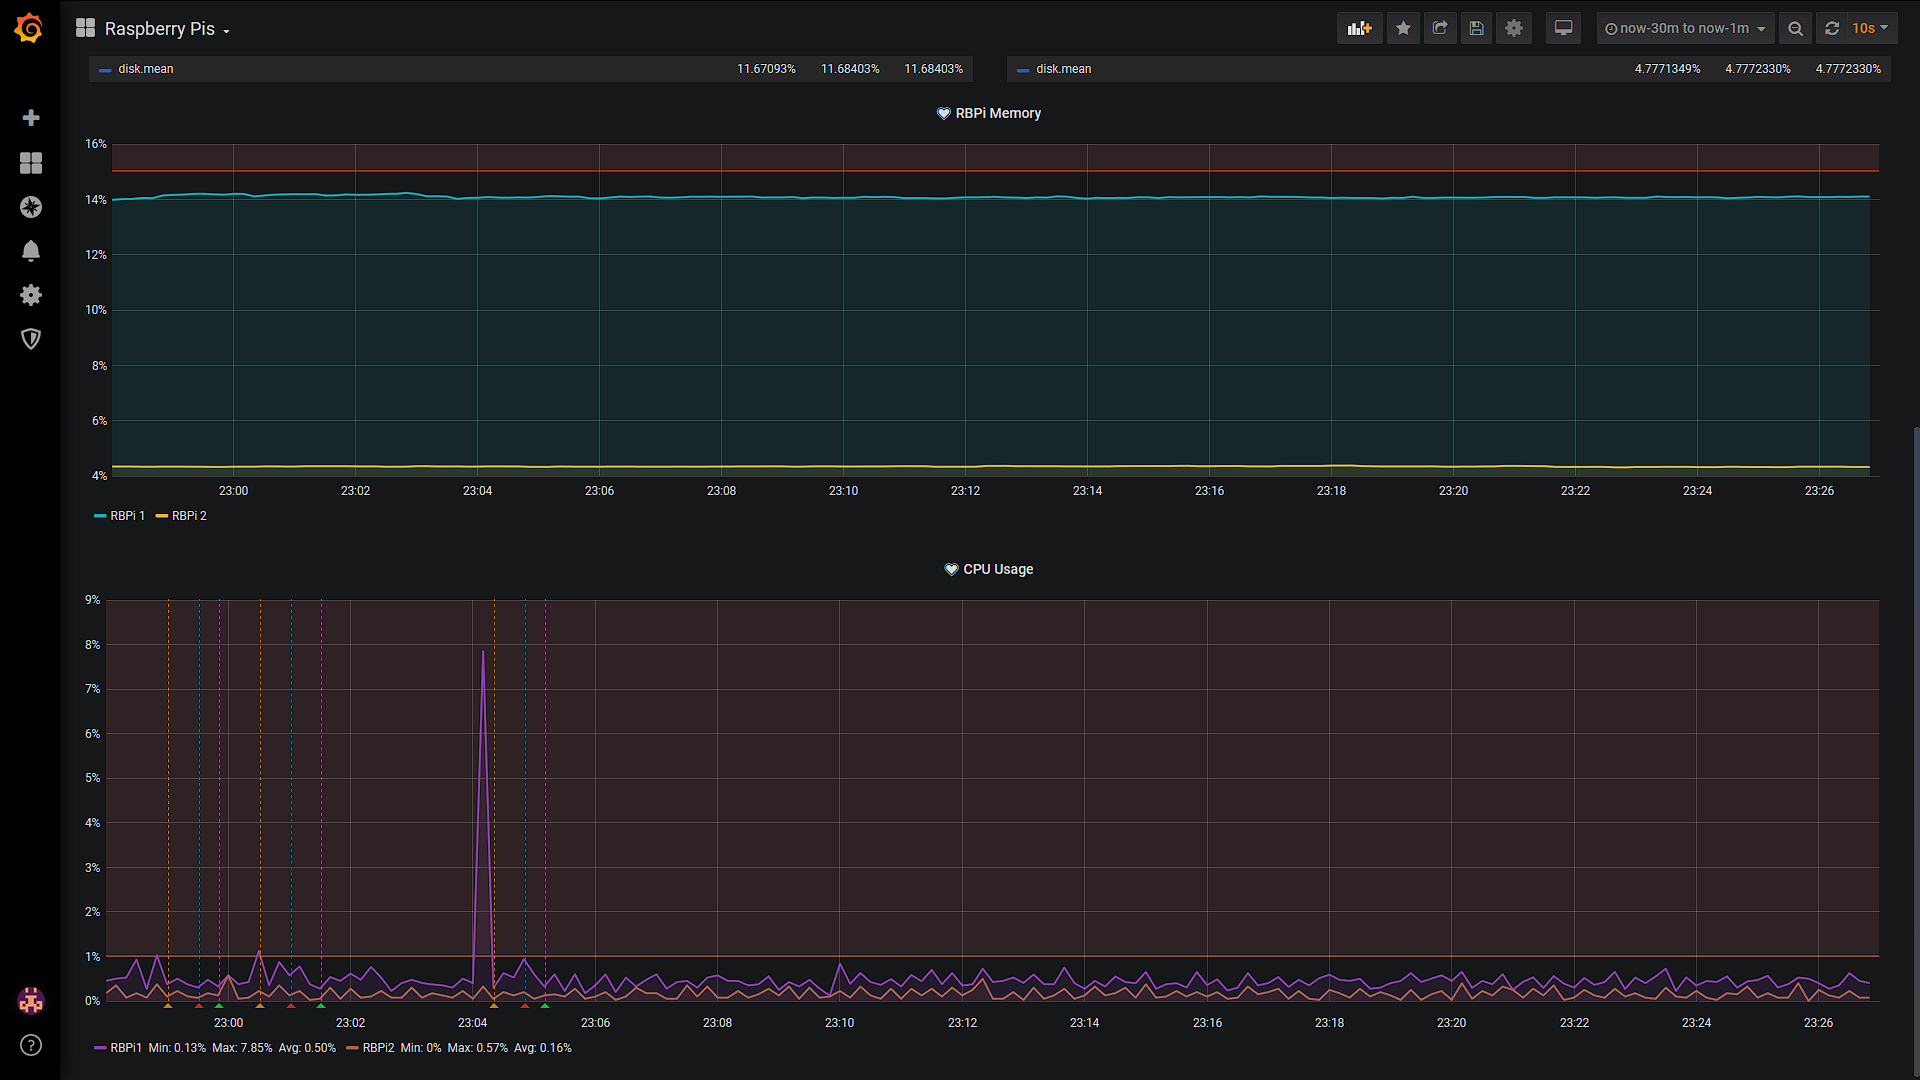 Raspberry Pis
now-30m to now-1m
10s
disk.mean 11.67093% 11.68403% 11.68403%
disk.mean 4.7771349% 4.7772330% 4.7772330%
RBPi Memory
16%
14%
12%
10%
8%
6%
4%
23:00 23:02 23:04 23:06 23:08 23:10 23:12 23:14 23:16 23:18 23:20 23:22 23:24 23:26
RBPi 1 RBPi 2
CPU Usage
9%
8%
7%
6%
5%
4%
3%
2%
1%
0%
23:00 23:02 23:04 23:06 23:08 23:10 23:12 23:14 23:16 23:18 23:20 23:22 23:24 23:26
RBPi1 Min: 0.13% Max: 7.85% Avg: 0.50% RBPi2 Min: 0% Max: 0.57% Avg: 0.16%